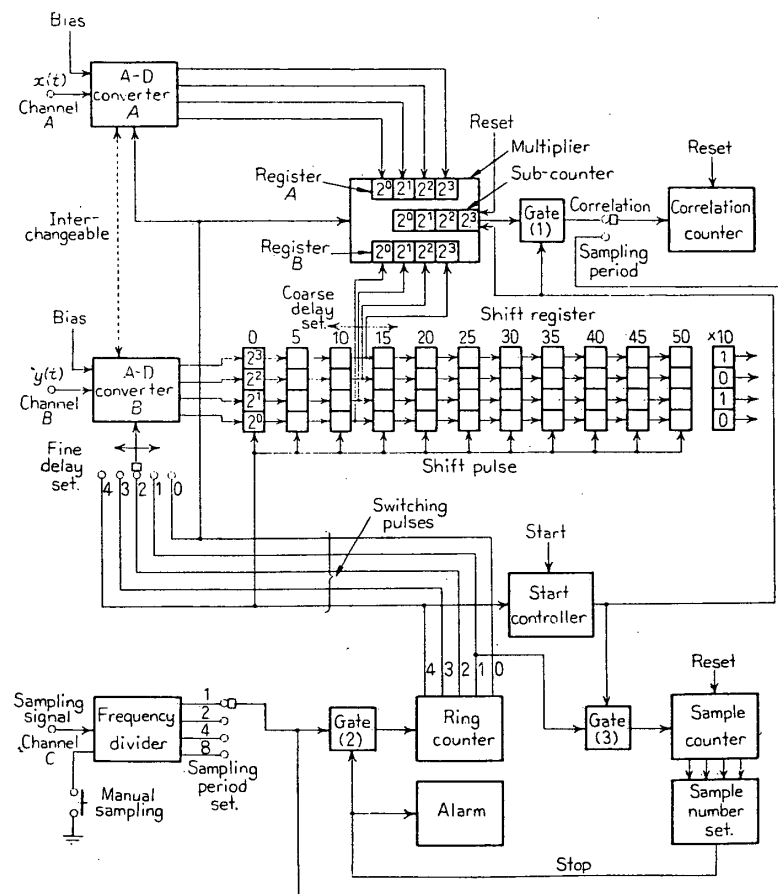 Bias
x(t)
Channel
A
A-D
converter
A
Reset
Multiplier
Sub-counter
Register
A
2⁰ 2¹ 2² 2³
2⁰ 2¹ 2² 2³
Register
B
2⁰ 2¹ 2² 2³
Gate
(1)
Correlation
Sampling
period
Reset
Correlation
counter
Inter-
changeable
Coarse
delay
set.
Shift register
0 5 10 15 20 25 30 35 40 45 50 ×10
Bias
y(t)
Channel
B
A-D
converter
B
2³
2²
2¹
2⁰
1
0
1
0
Fine
delay
set.
4 3 2 1 0
Shift pulse
Switching
pulses
Start
Start
controller
4 3 2 1 0
Sampling
signal
Channel
C
Frequency
divider
1
2
4
8
Sampling
period
set.
Manual
sampling
Gate
(2)
Ring
counter
Alarm
Gate
(3)
Reset
Sample
counter
Sample
number
set.
Stop